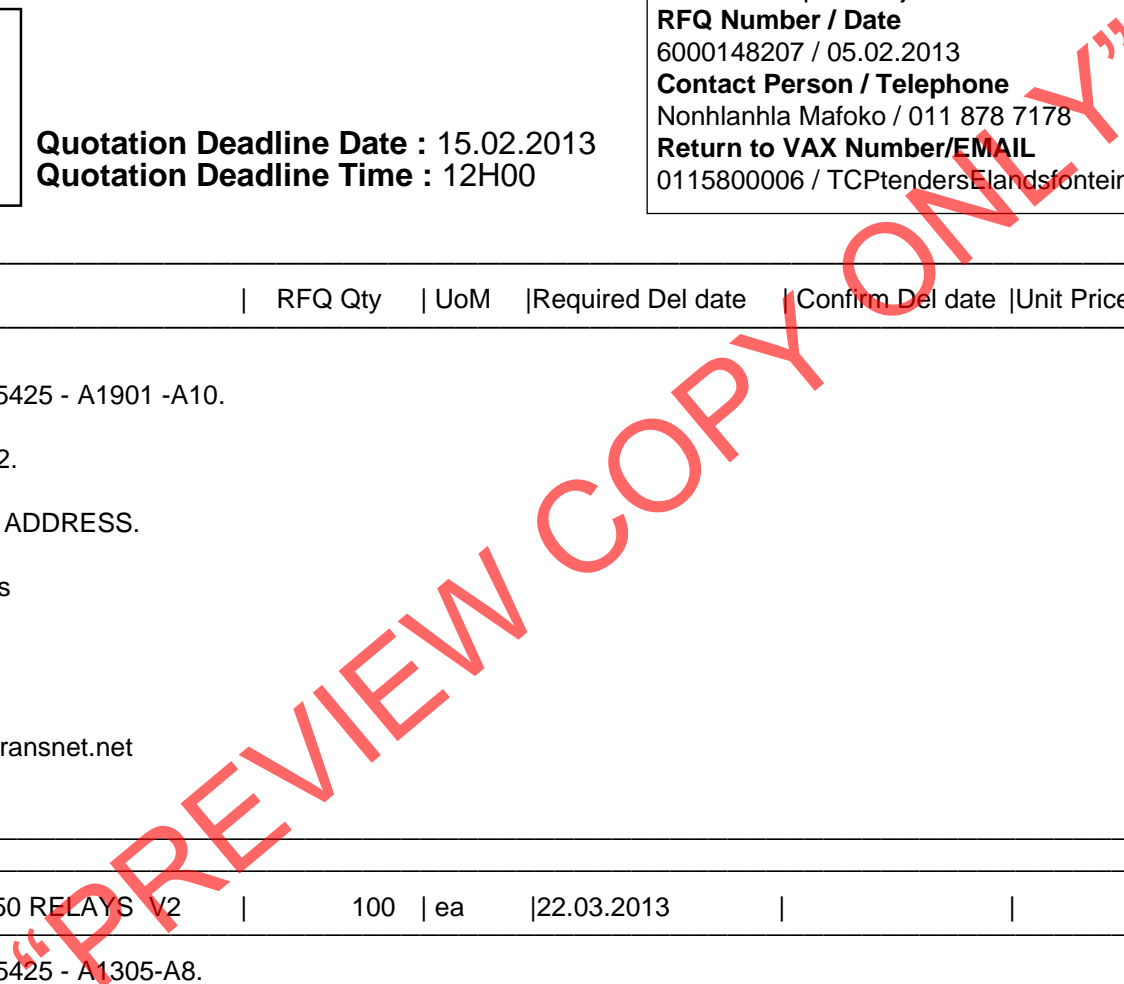 RFQ Number / Date
6000148207 / 05.02.2013
Contact Person / Telephone
Nonhlanhla Mafoko / 011 878 7178
Return to VAX Number/EMAIL
0115800006 / TCPtendersElandsfontein
Quotation Deadline Date : 15.02.2013
Quotation Deadline Time : 12H00
| RFQ Qty | UoM |Required Del date | Confirm Del date |Unit Price
5425 - A1901 -A10.
2.
ADDRESS.
s
ransnet.net
50 RELAYS V2 | 100 | ea |22.03.2013 | |
5425 - A1305-A8.
“PREVIEW COPY ONLY”